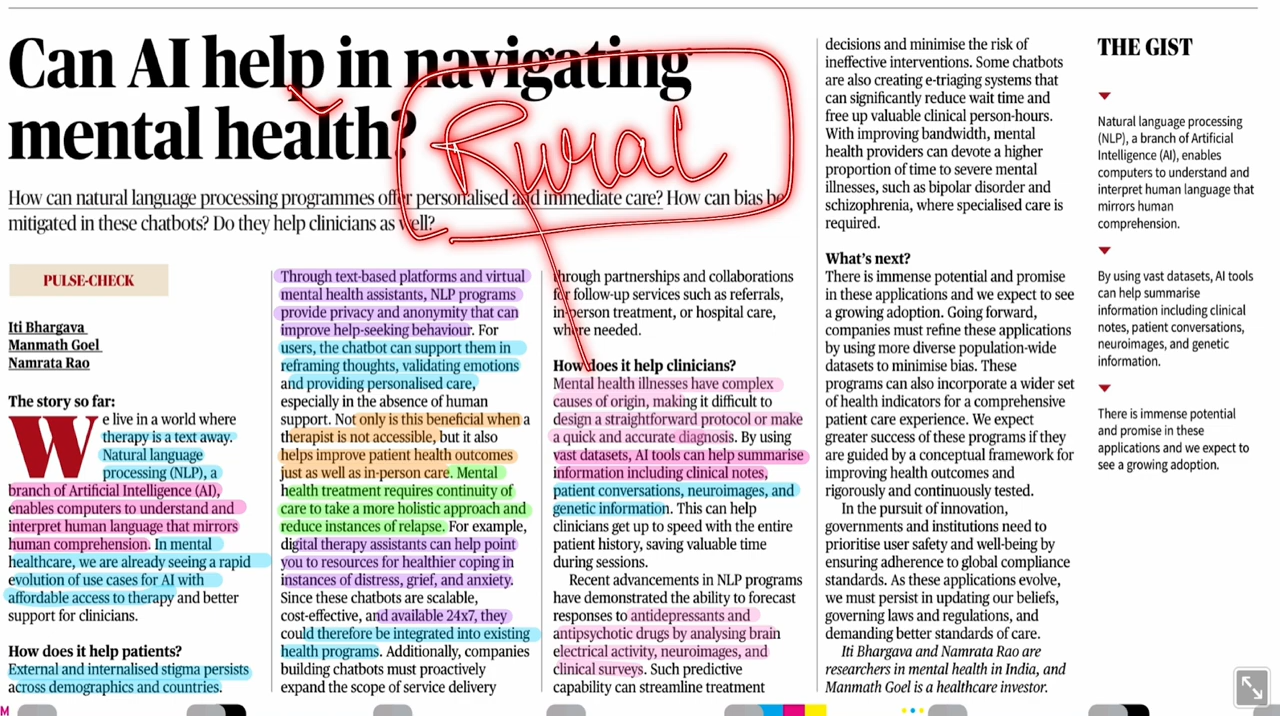 Can AI help in navigating
mental health?
Rural
How can natural language processing programmes offer personalised and immediate care? How can bias be
mitigated in these chatbots? Do they help clinicians as well?
PULSE-CHECK
Iti Bhargava
Manmath Goel
Namrata Rao
The story so far:
We live in a world where
therapy is a text away.
Natural language
processing (NLP), a
branch of Artificial Intelligence (AI),
enables computers to understand and
interpret human language that mirrors
human comprehension. In mental
healthcare, we are already seeing a rapid
evolution of use cases for AI with
affordable access to therapy and better
support for clinicians.
How does it help patients?
External and internalised stigma persists
across demographics and countries.
Through text-based platforms and virtual
mental health assistants, NLP programs
provide privacy and anonymity that can
improve help-seeking behaviour. For
users, the chatbot can support them in
reframing thoughts, validating emotions
and providing personalised care,
especially in the absence of human
support. Not only is this beneficial when a
therapist is not accessible, but it also
helps improve patient health outcomes
just as well as in-person care. Mental
health treatment requires continuity of
care to take a more holistic approach and
reduce instances of relapse. For example,
digital therapy assistants can help point
you to resources for healthier coping in
instances of distress, grief, and anxiety.
Since these chatbots are scalable,
cost-effective, and available 24x7, they
could therefore be integrated into existing
health programs. Additionally, companies
building chatbots must proactively
expand the scope of service delivery
through partnerships and collaborations
for follow-up services such as referrals,
in-person treatment, or hospital care,
where needed.
How does it help clinicians?
Mental health illnesses have complex
causes of origin, making it difficult to
design a straightforward protocol or make
a quick and accurate diagnosis. By using
vast datasets, AI tools can help summarise
information including clinical notes,
patient conversations, neuroimages, and
genetic information. This can help
clinicians get up to speed with the entire
patient history, saving valuable time
during sessions.
Recent advancements in NLP programs
have demonstrated the ability to forecast
responses to antidepressants and
antipsychotic drugs by analysing brain
electrical activity, neuroimages, and
clinical surveys. Such predictive
capability can streamline treatment
decisions and minimise the risk of
ineffective interventions. Some chatbots
are also creating e-triaging systems that
can significantly reduce wait time and
free up valuable clinical person-hours.
With improving bandwidth, mental
health providers can devote a higher
proportion of time to severe mental
illnesses, such as bipolar disorder and
schizophrenia, where specialised care is
required.
What's next?
There is immense potential and promise
in these applications and we expect to see
a growing adoption. Going forward,
companies must refine these applications
by using more diverse population-wide
datasets to minimise bias. These
programs can also incorporate a wider set
of health indicators for a comprehensive
patient care experience. We expect
greater success of these programs if they
are guided by a conceptual framework for
improving health outcomes and
rigorously and continuously tested.
In the pursuit of innovation,
governments and institutions need to
prioritise user safety and well-being by
ensuring adherence to global compliance
standards. As these applications evolve,
we must persist in updating our beliefs,
governing laws and regulations, and
demanding better standards of care.
Iti Bhargava and Namrata Rao are
researchers in mental health in India, and
Manmath Goel is a healthcare investor.
THE GIST
Natural language processing
(NLP), a branch of Artificial
Intelligence (AI), enables
computers to understand and
interpret human language that
mirrors human
comprehension.
By using vast datasets, AI tools
can help summarise
information including clinical
notes, patient conversations,
neuroimages, and genetic
information.
There is immense potential
and promise in these
applications and we expect to
see a growing adoption.
M